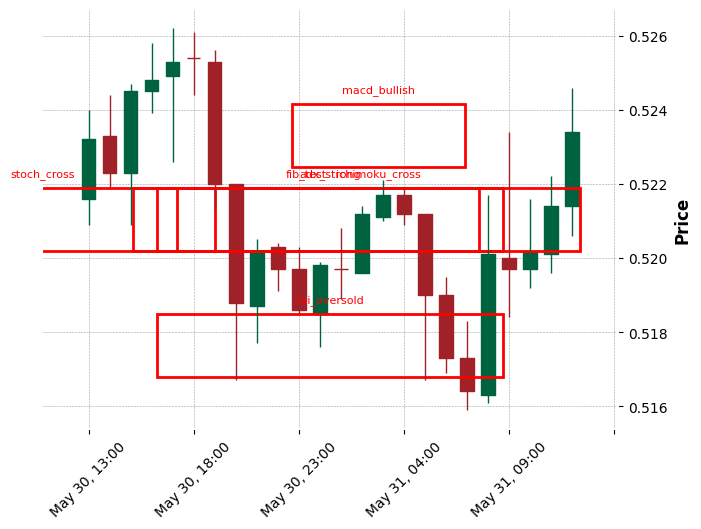 0.526
macd_bullish
0.524
stoch_cross
ichimoku_cross
0.522
Price
0.520
0.518
0.516
May 30, 13:00
May 30, 18:00
May 30, 23:00
May 31, 04:00
May 31, 09:00